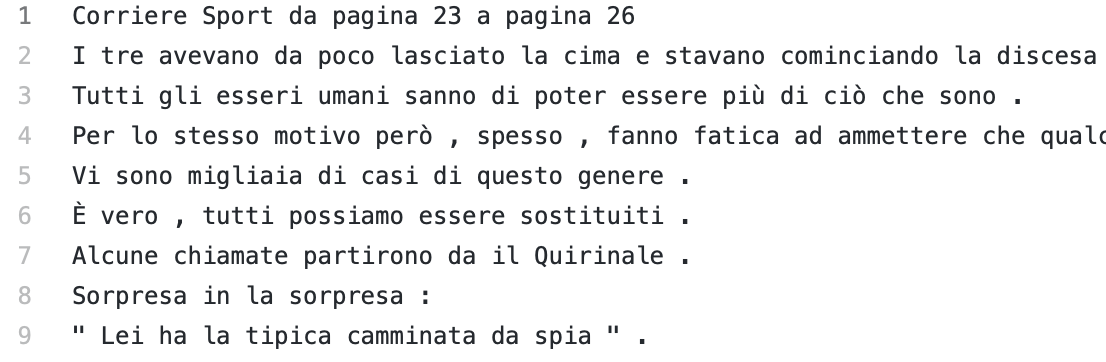 1 Corriere Sport da pagina 23 a pagina 26
2 I tre avevano da poco lasciato la cima e stavano cominciando la discesa
3 Tutti gli esseri umani sanno di poter essere più di ciò che sono .
4 Per lo stesso motivo però , spesso , fanno fatica ad ammettere che
5 Vi sono migliaia di casi di questo genere .
6 È vero , tutti possiamo essere sostituiti .
7 Alcune chiamate partirono da il Quirinale .
8 Sorpresa in la sorpresa :
9 " Lei ha la tipica camminata da spia " .